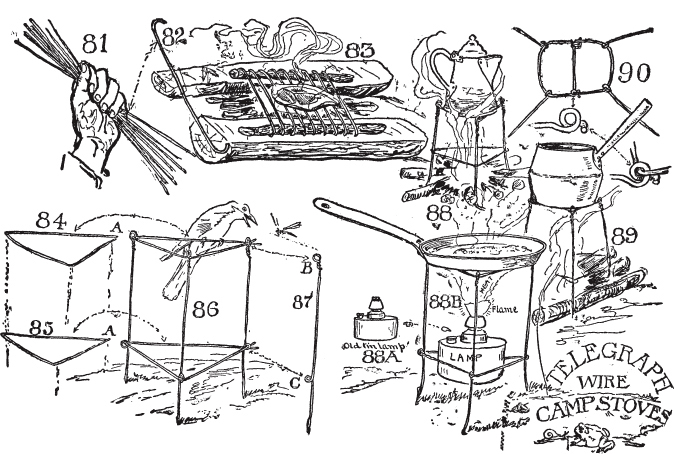 81
82
83
90
88
89
84
A
B
86
87
85
A
C
88B
Flame
Old tin lamp
88A
LAMP
TELEGRAPH
WIRE
CAMP STOVES